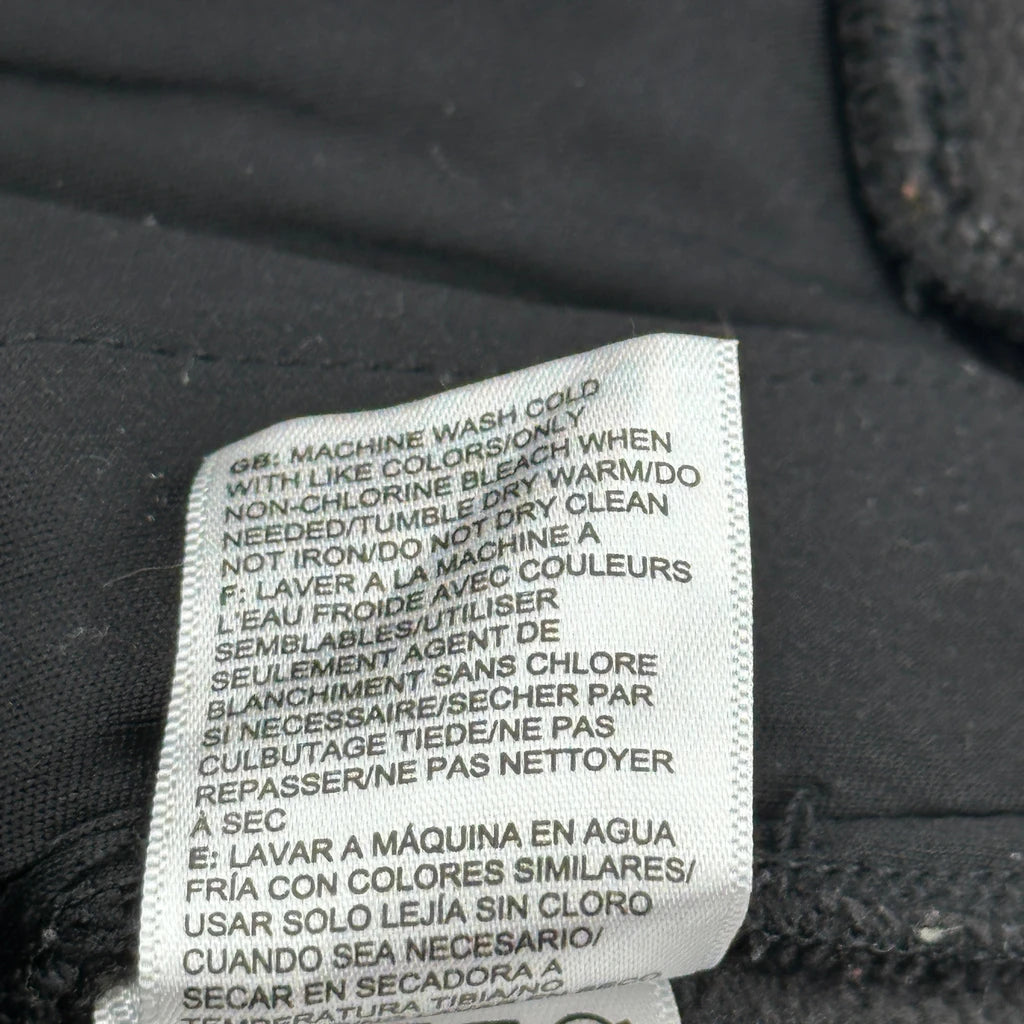 GB: MACHINE WASH COLD
WITH LIKE COLORS/ONLY
NON-CHLORINE BLEACH WHEN
NEEDED/TUMBLE DRY WARM/DO
NOT IRON/DO NOT DRY CLEAN
F: LAVER A LA MACHINE A
L'EAU FROIDE AVEC COULEURS
SEMBLABLES/UTILISER
SEULEMENT AGENT DE
BLANCHIMENT SANS CHLORE
SI NECESSAIRE/SECHER PAR
CULBUTAGE TIEDE/NE PAS
REPASSER/NE PAS NETTOYER
À SEC
E: LAVAR A MÁQUINA EN AGUA
FRÍA CON COLORES SIMILARES/
USAR SOLO LEJÍA SIN CLORO
CUANDO SEA NECESARIO/
SECAR EN SECADORA A
TEMPERATURA TIBIA/NO